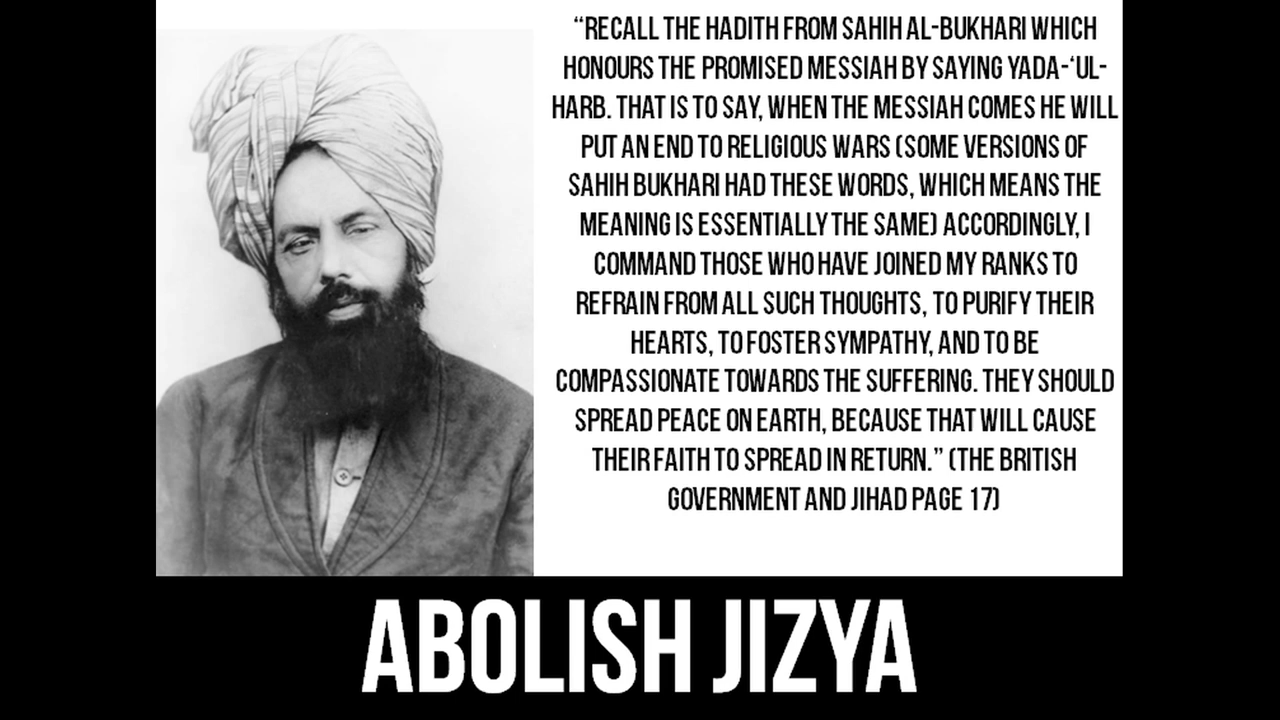 “RECALL THE HADITH FROM SAHIH AL-BUKHARI WHICH
HONOURS THE PROMISED MESSIAH BY SAYING YADA-‘UL-
HARB. THAT IS TO SAY, WHEN THE MESSIAH COMES HE WILL
PUT AN END TO RELIGIOUS WARS (SOME VERSIONS OF
SAHIH BUKHARI HAD THESE WORDS, WHICH MEANS THE
MEANING IS ESSENTIALLY THE SAME) ACCORDINGLY, I
COMMAND THOSE WHO HAVE JOINED MY RANKS TO
REFRAIN FROM ALL SUCH THOUGHTS, TO PURIFY THEIR
HEARTS, TO FOSTER SYMPATHY, AND TO BE
COMPASSIONATE TOWARDS THE SUFFERING. THEY SHOULD
SPREAD PEACE ON EARTH, BECAUSE THAT WILL CAUSE
THEIR FAITH TO SPREAD IN RETURN.” (THE BRITISH
GOVERNMENT AND JIHAD PAGE 17)
ABOLISH JIZYA